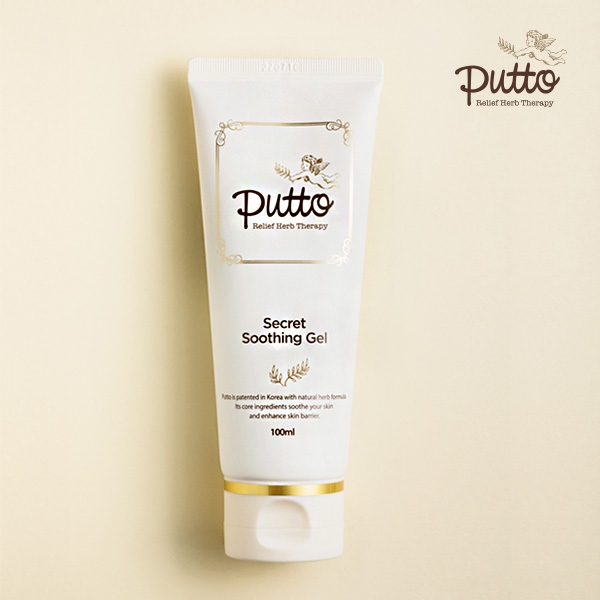 Putto
Relief Herb Therapy
Putto
Relief Herb Therapy
Secret
Soothing Gel
Putto is patented in Korea with natural herb formula.
Its core ingredients soothe your skin
and enhance skin barrier.
100ml